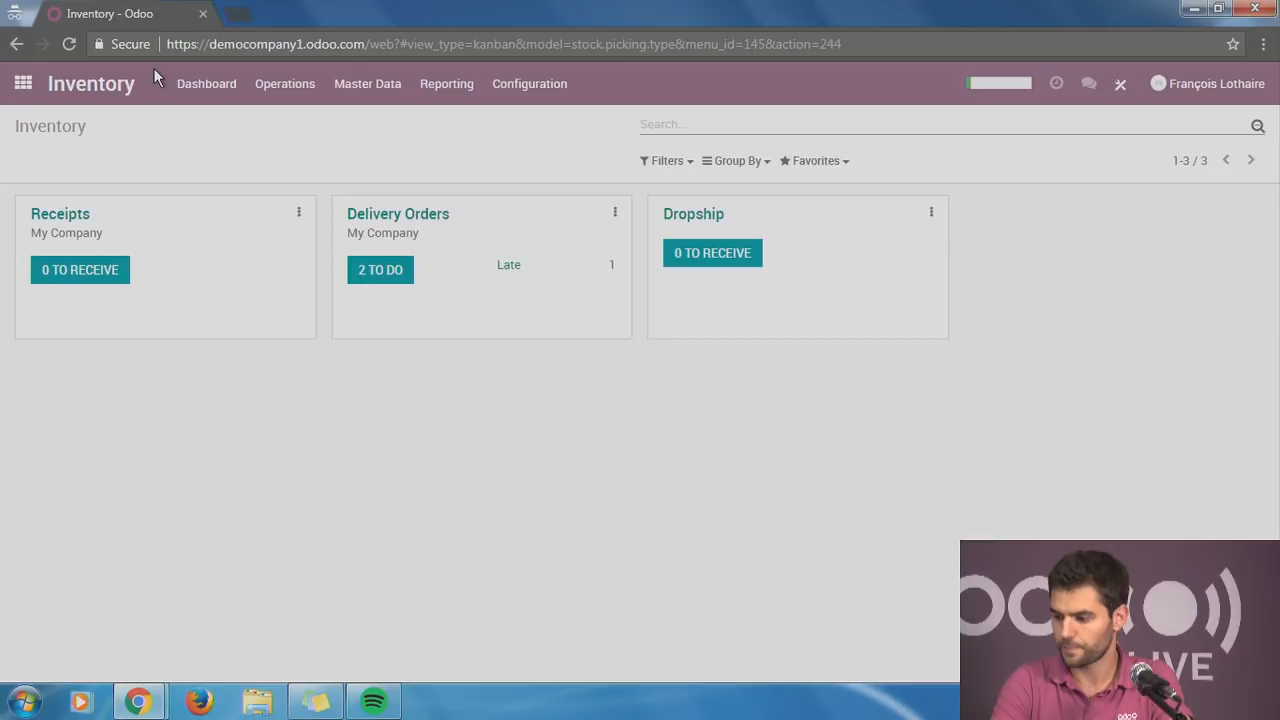 Inventory - Odoo
Secure https://democompany1.odoo.com/web?#view_type=kanban&model=stock.picking.type&menu_id=145&action=244
Inventory Dashboard Operations Master Data Reporting Configuration François Lothaire
Inventory Search...
Filters Group By Favorites 1-3 / 3
Receipts Delivery Orders Dropship
My Company My Company
0 TO RECEIVE 2 TO DO Late 1 0 TO RECEIVE
LIVE
odoo